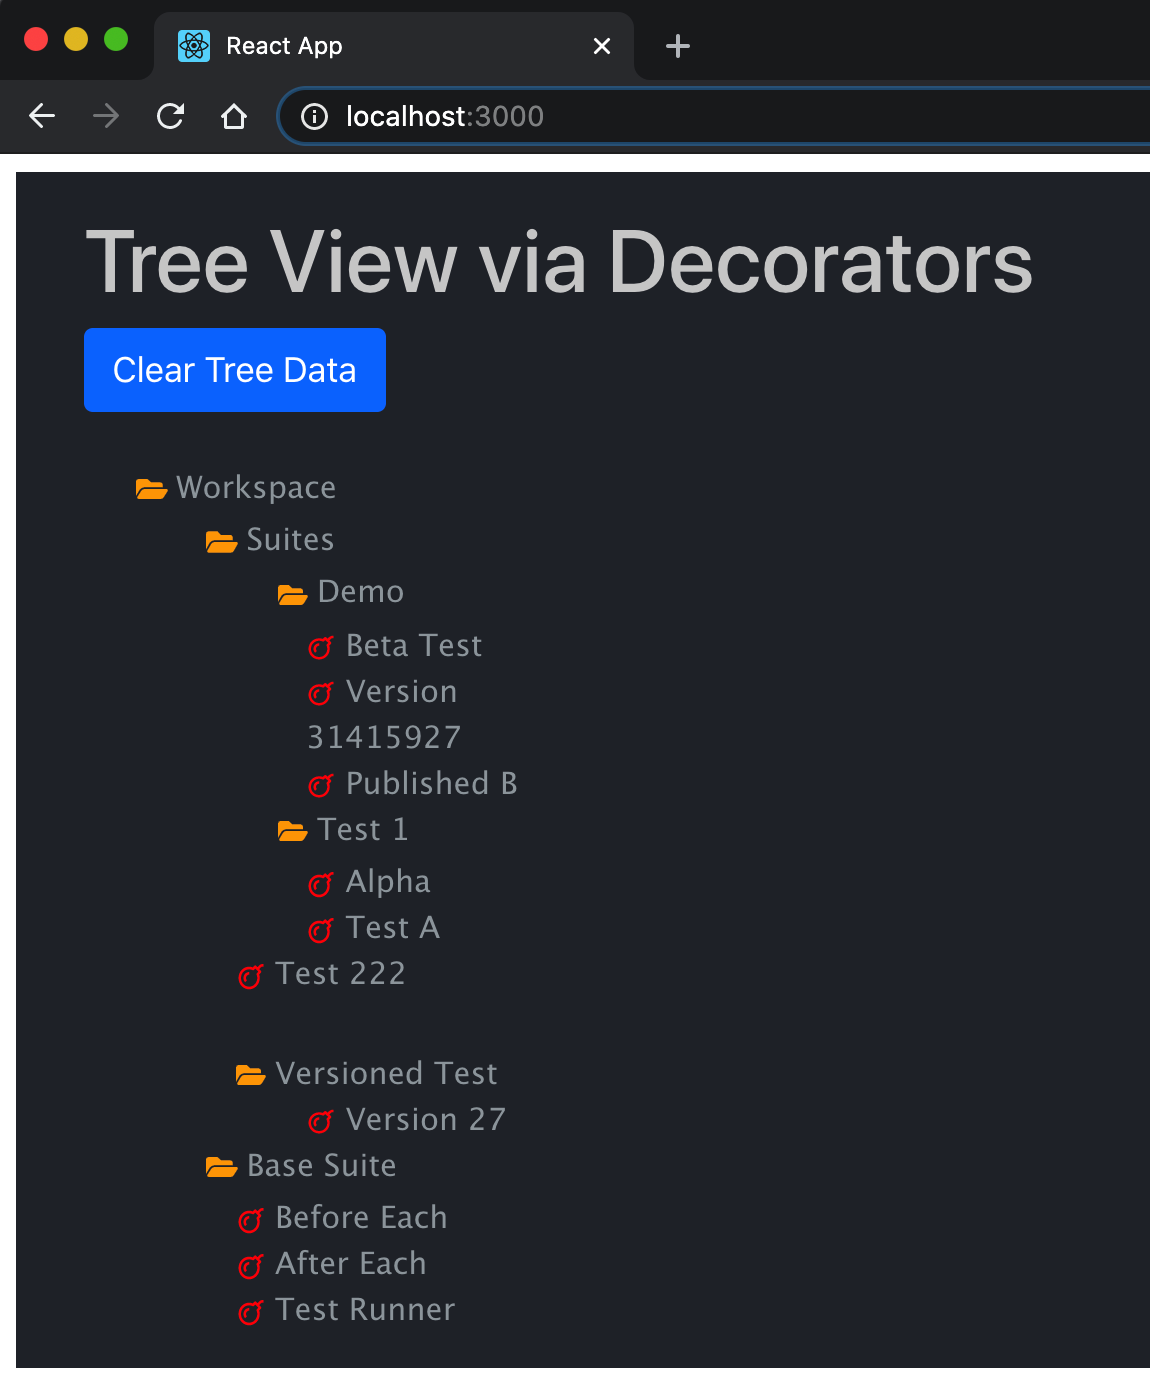 React App
localhost:3000
Tree View via Decorators
Clear Tree Data
Workspace
Suites
Demo
Beta Test
Version
31415927
Published B
Test 1
Alpha
Test A
Test 222
Versioned Test
Version 27
Base Suite
Before Each
After Each
Test Runner